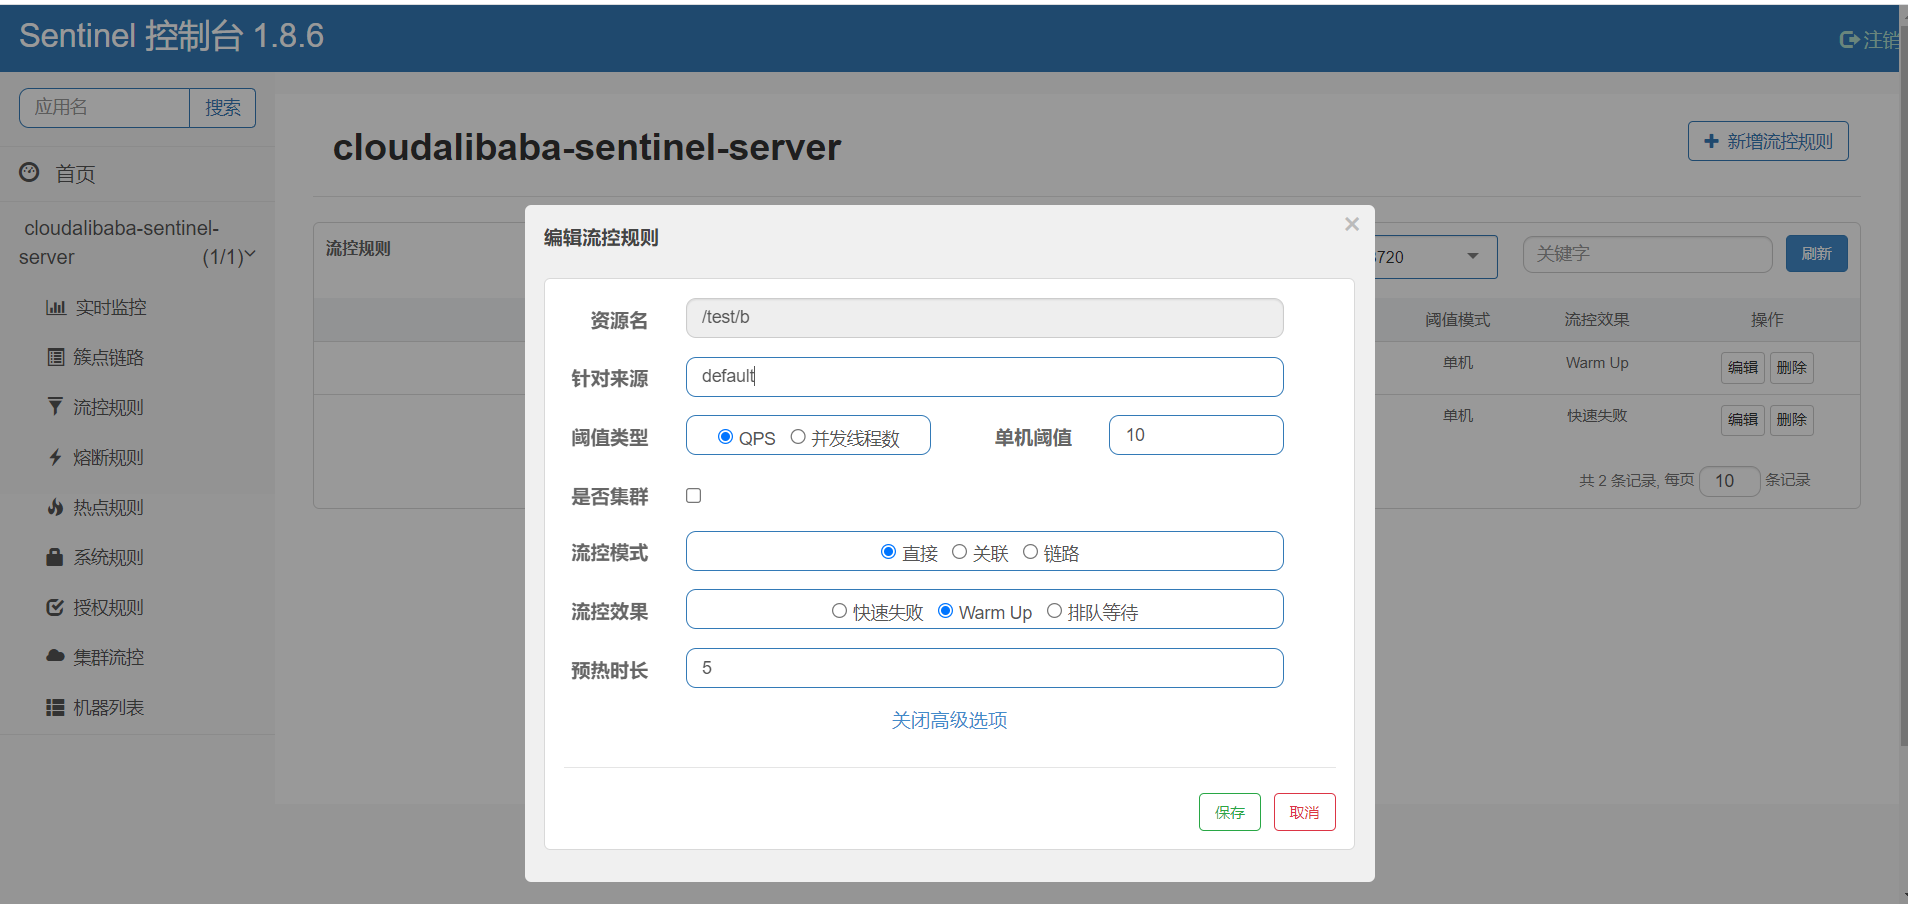 Sentinel 控制台 1.8.6
注销
应用名 搜索
首页
cloudalibaba-sentinel-server (1/1)
实时监控
簇点链路
流控规则
熔断规则
热点规则
系统规则
授权规则
集群流控
机器列表
cloudalibaba-sentinel-server
新增流控规则
流控规则
720 关键字 刷新
阈值模式 流控效果 操作
单机 Warm Up 编辑 删除
单机 快速失败 编辑 删除
共 2 条记录, 每页 10 条记录
编辑流控规则
×
资源名 /test/b
针对来源 default
阈值类型 QPS 并发线程数 单机阈值 10
是否集群
流控模式 直接 关联 链路
流控效果 快速失败 Warm Up 排队等待
预热时长 5
关闭高级选项
保存 取消